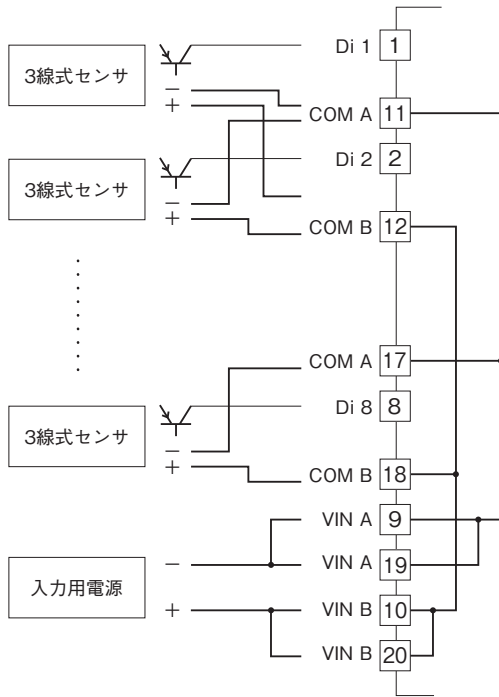 Di 1 1
3線式センサ
−
+
COM A 11
Di 2 2
3線式センサ
−
+
COM B 12
COM A 17
Di 8 8
3線式センサ
−
+
COM B 18
VIN A 9
入力用電源
−
VIN A 19
+
VIN B 10
VIN B 20